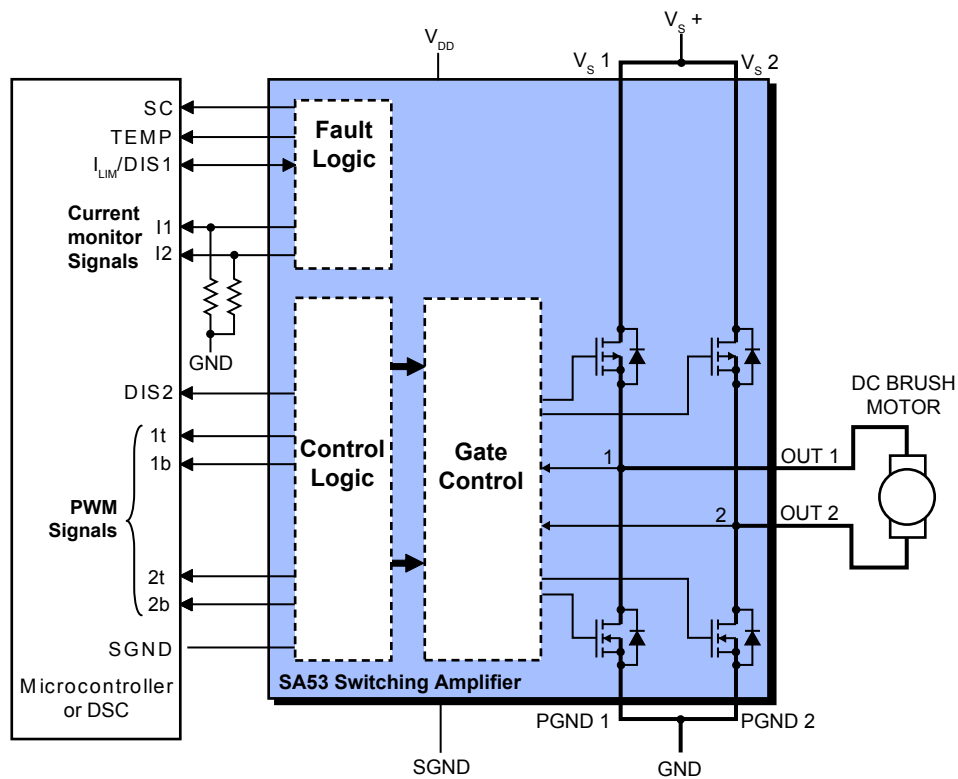 V_S +
V_DD
V_S 1
V_S 2
SC
TEMP
I_LIM/DIS1
Current
monitor
Signals
I1
I2
Fault
Logic
GND
DIS2
1t
1b
PWM
Signals
2t
2b
SGND
Microcontroller
or DSC
Control
Logic
Gate
Control
1
2
DC BRUSH
MOTOR
OUT 1
OUT 2
SA53 Switching Amplifier
PGND 1
PGND 2
SGND
GND